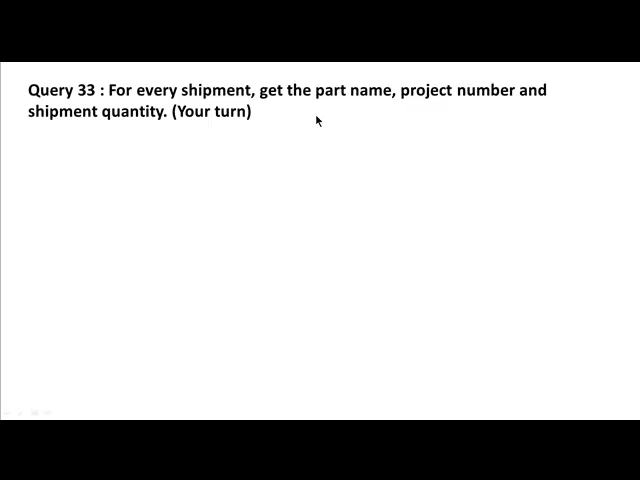 Query 33 : For every shipment, get the part name, project number and
shipment quantity. (Your turn)